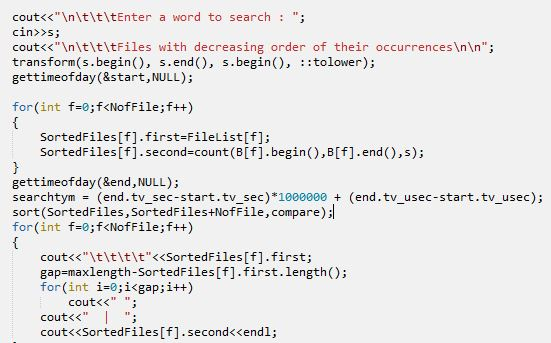 cout<<"\n\t\t\tEnter a word to search : ";
cin>>s;
cout<<"\n\t\t\tFiles with decreasing order of their occurrences\n\n";
transform(s.begin(), s.end(), s.begin(), ::tolower);
gettimeofday(&start,NULL);

for(int f=0;f<NofFile;f++)
{
    SortedFiles[f].first=FileList[f];
    SortedFiles[f].second=count(B[f].begin(),B[f].end(),s);
}
gettimeofday(&end,NULL);
searchtym = (end.tv_sec-start.tv_sec)*1000000 + (end.tv_usec-start.tv_usec);
sort(SortedFiles,SortedFiles+NofFile,compare);
for(int f=0;f<NofFile;f++)
{
    cout<<"\t\t\t\t"<<SortedFiles[f].first;
    gap=maxlength-SortedFiles[f].first.length();
    for(int i=0;i<gap;i++)
        cout<<" ";
    cout<<"  |  ";
    cout<<SortedFiles[f].second<<endl;